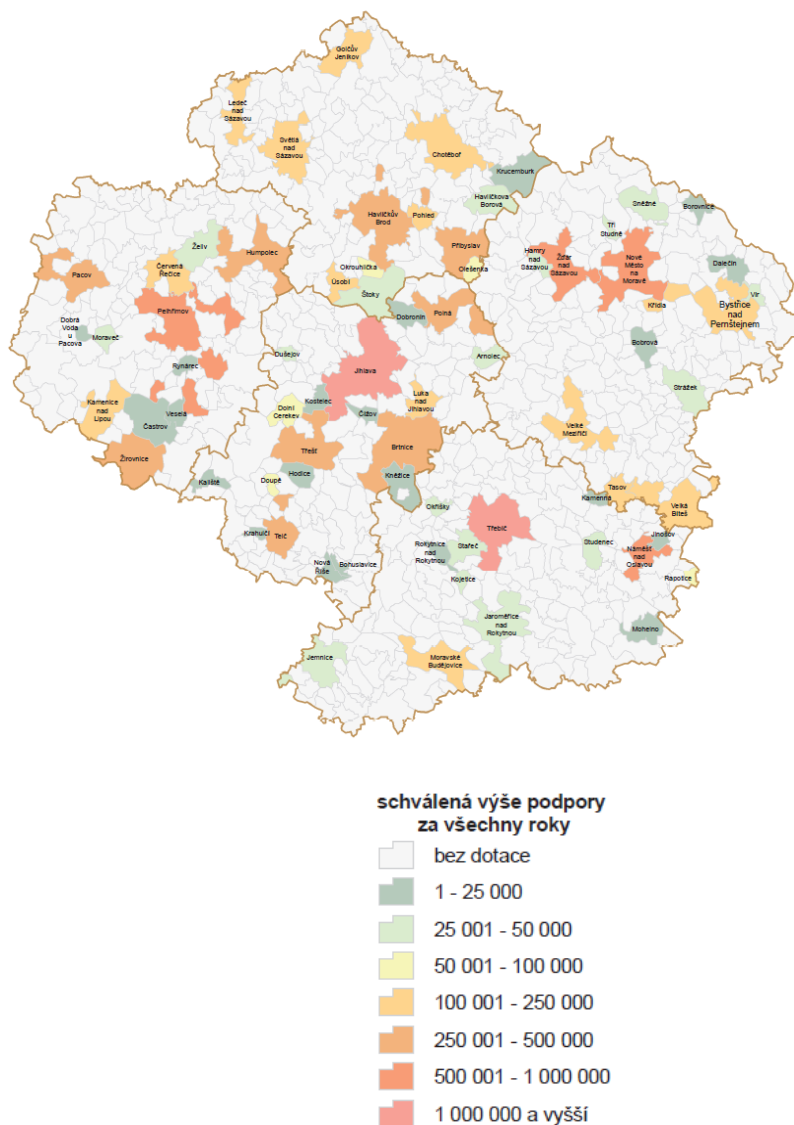 Golčův
Jeníkov
Ledeč
nad
Sázavou
Světlá
nad
Sázavou
Chotěboř
Krucemburk
Havlíčkova
Borová
Sněžné
Borovnice
Tři
Studně
Havlíčkův
Brod
Pohled
Přibyslav
Olešenka
Okrouhlička
Úsobí
Štoky
Želiv
Humpolec
Červená
Řečice
Pacov
Pelhřimov
Dobrá
Voda
u
Pacova
Moraveč
Rynárec
Hamry
nad
Sázavou
Žďár
nad
Sázavou
Nové
Město
na
Moravě
Dalečín
Vír
Křídla
Bystřice
nad
Pernštejnem
Dobronín
Polná
Bobrová
Arnolec
Dušejov
Jihlava
Strážek
Kamenice
nad
Lipou
Veselá
Častrov
Žirovnice
Dolní
Cerekev
Kostelec
Čížov
Luka
nad
Jihlavou
Velké
Meziříčí
Třešť
Brtnice
Hodice
Kněžice
Doupě
Kaliště
Tasov
Kamenná
Velká
Bíteš
Okříšky
Třebíč
Krahulčí
Telč
Rokytnice
nad
Rokytnou
Stařeč
Studenec
Jinošov
Náměšť
nad
Oslavou
Nová
Říše
Bohuslavice
Kojetice
Rapotice
Jaroměřice
nad
Rokytnou
Mohelno
Jemnice
Moravské
Budějovice
schválená výše podpory
za všechny roky
bez dotace
1 - 25 000
25 001 - 50 000
50 001 - 100 000
100 001 - 250 000
250 001 - 500 000
500 001 - 1 000 000
1 000 000 a vyšší